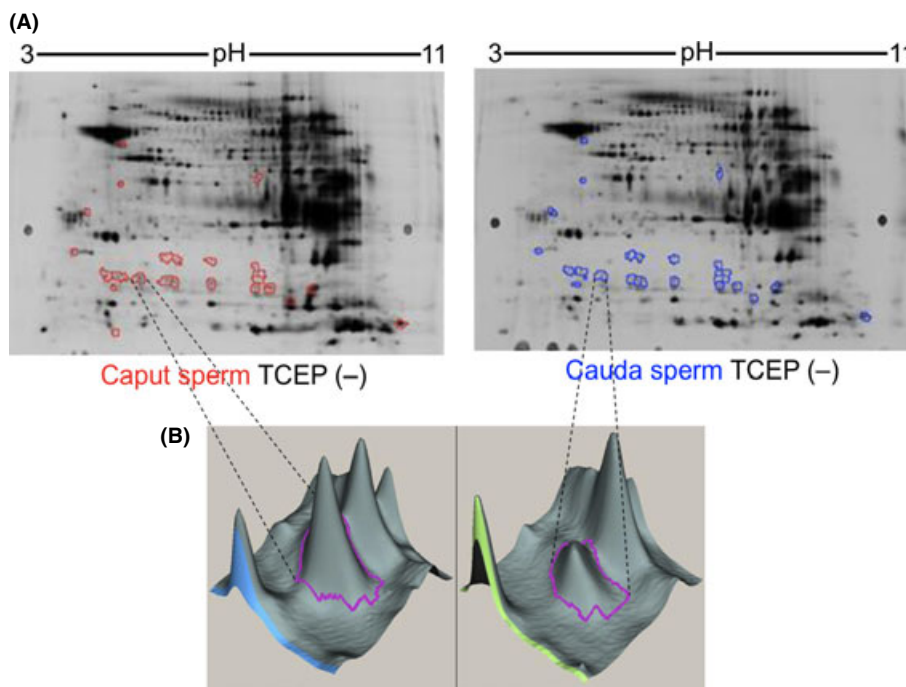 (A)
3 pH 11 3 pH 11
Caput sperm TCEP (–) Cauda sperm TCEP (–)
(B)